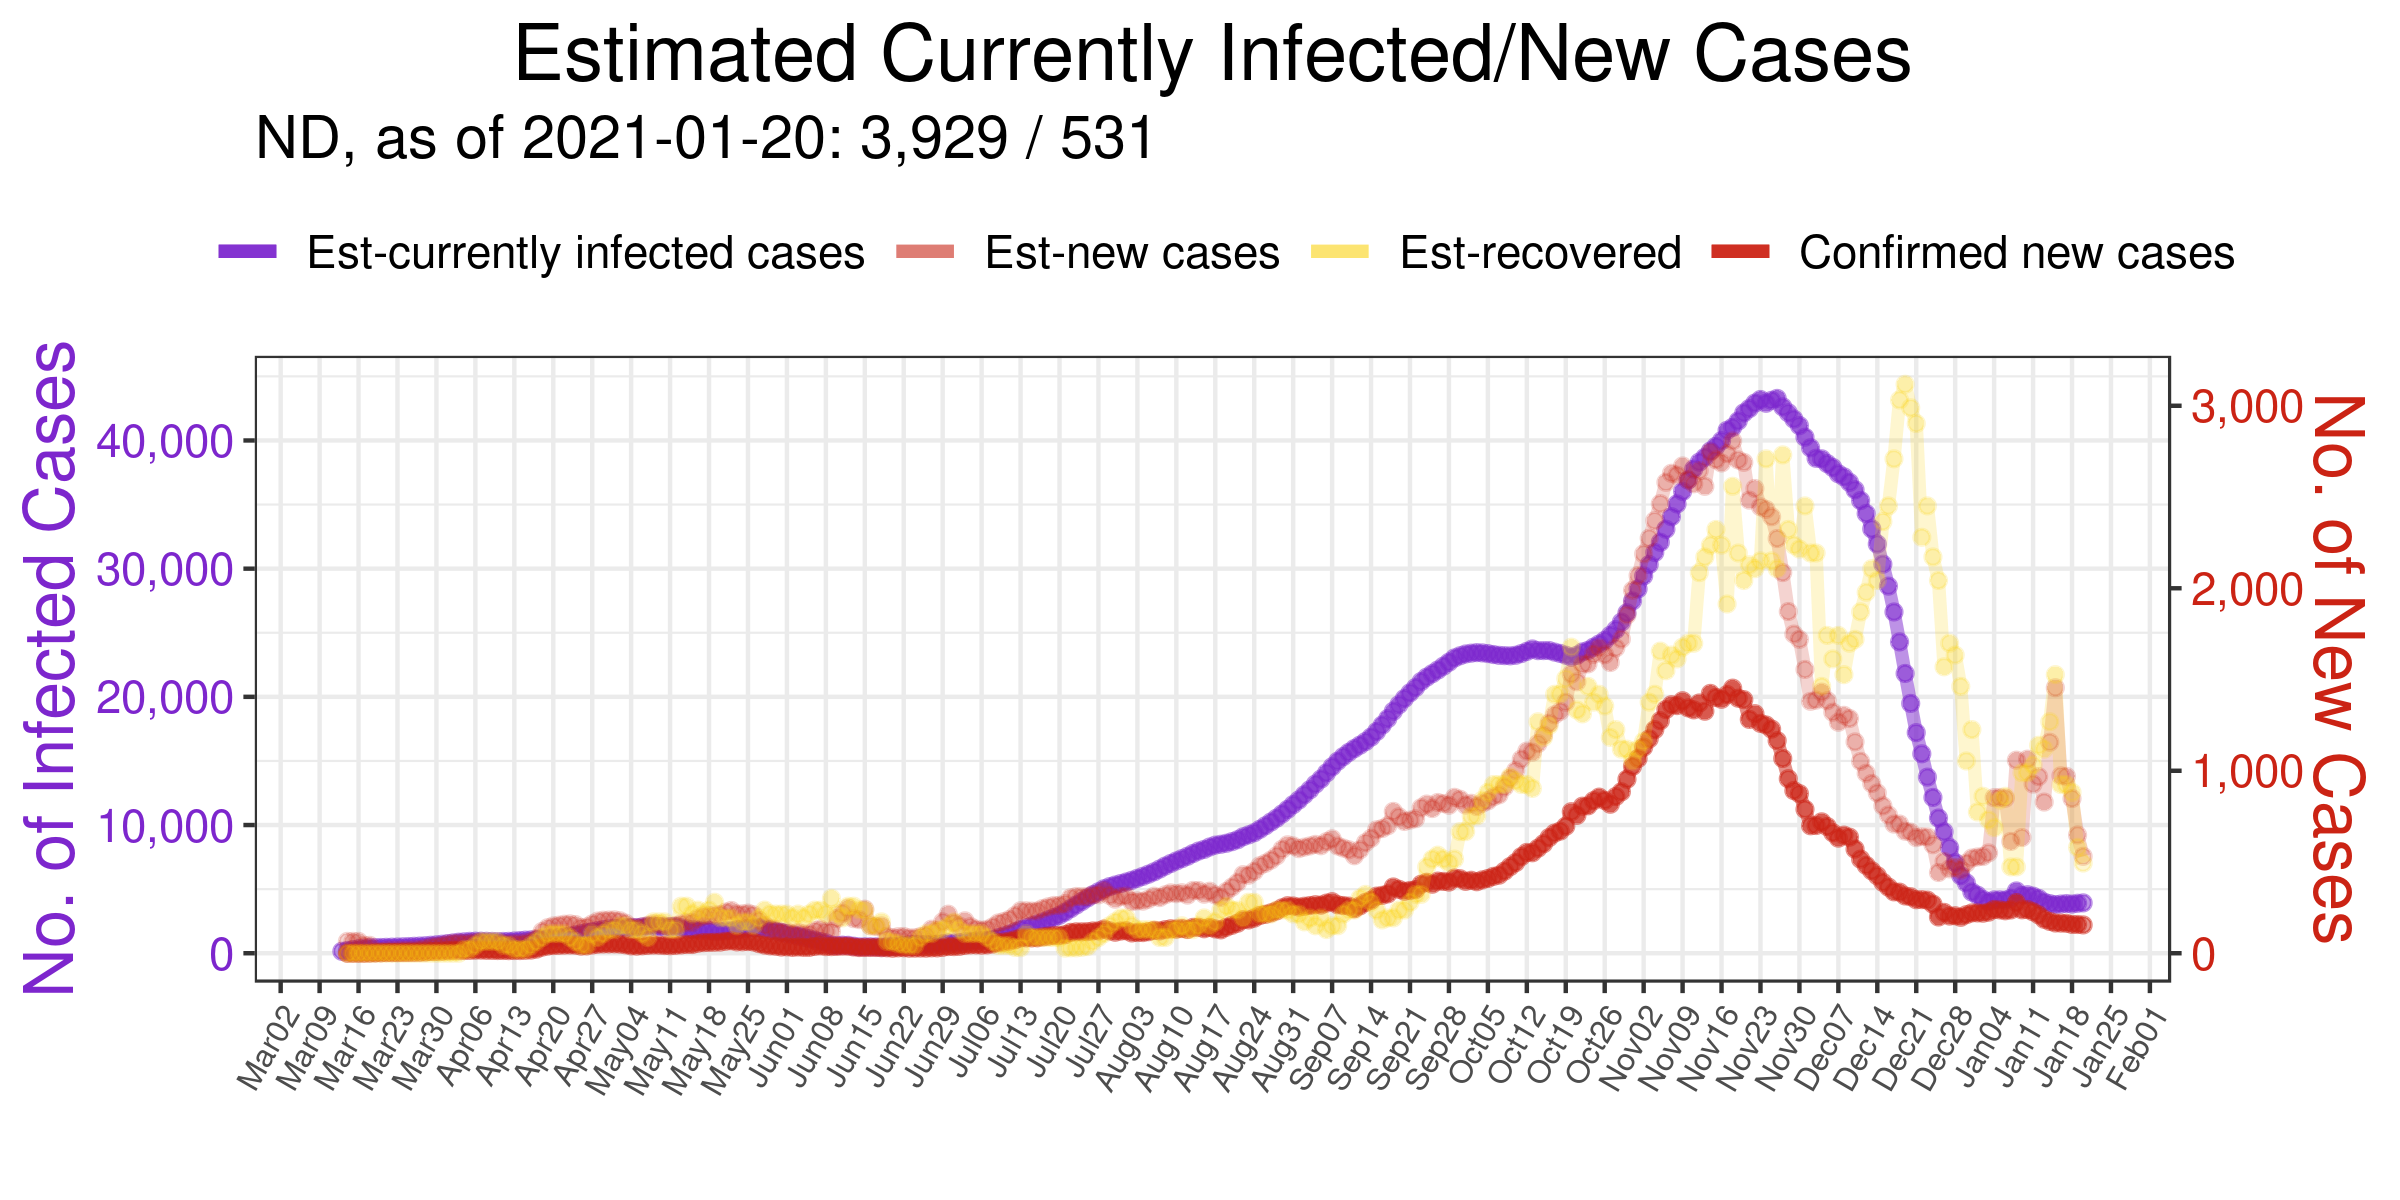 Estimated Currently Infected/New Cases
ND, as of 2021-01-20: 3,929 / 531
Est-currently infected cases Est-new cases Est-recovered Confirmed new cases
No. of Infected Cases
40,000
30,000
20,000
10,000
0
3,000
2,000
1,000
0
No. of New Cases
Mar02 Mar09 Mar16 Mar23 Mar30 Apr06 Apr13 Apr20 Apr27 May04 May11 May18 May25 Jun01 Jun08 Jun15 Jun22 Jun29 Jul06 Jul13 Jul20 Jul27 Aug03 Aug10 Aug17 Aug24 Aug31 Sep07 Sep14 Sep21 Sep28 Oct05 Oct12 Oct19 Oct26 Nov02 Nov09 Nov16 Nov23 Nov30 Dec07 Dec14 Dec21 Dec28 Jan04 Jan11 Jan18 Jan25 Feb01